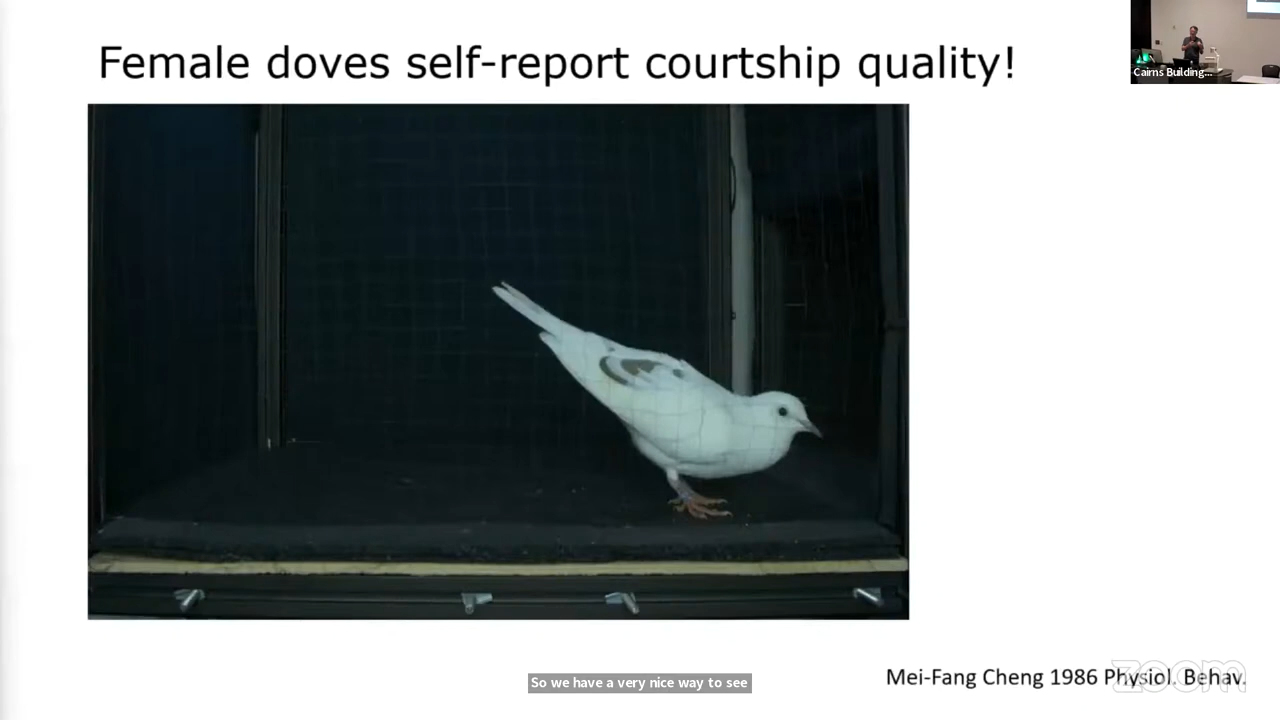 Female doves self-report courtship quality!
Cairns Building...
So we have a very nice way to see
Mei-Fang Cheng 1986 Physiol. Behav.
zoom